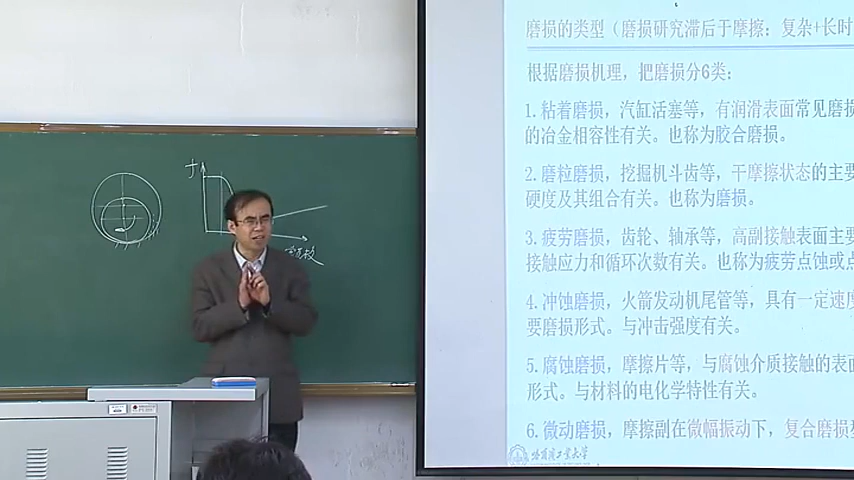 磨损的类型（磨损研究滞后于摩擦：复杂+长时
根据磨损机理，把磨损分6类：
1.粘着磨损，汽缸活塞等，有润滑表面常见磨损
的冶金相容性有关。也称为胶合磨损。
2.磨粒磨损，挖掘机斗齿等，干摩擦状态的主要
硬度及其组合有关。也称为磨损。
3.疲劳磨损，齿轮、轴承等，高副接触表面主要
接触应力和循环次数有关。也称为疲劳点蚀或点
4.冲蚀磨损，火箭发动机尾管等，具有一定速度
要磨损形式。与冲击强度有关。
5.腐蚀磨损，摩擦片等，与腐蚀介质接触的表面
形式。与材料的电化学特性有关。
6.微动磨损，摩擦副在微幅振动下，复合磨损型
哈尔滨工业大学
f